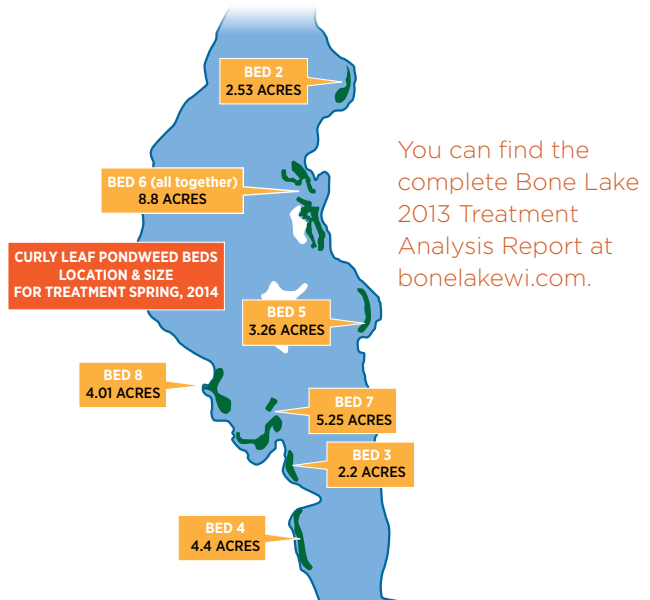 BED 2
2.53 ACRES
You can find the
complete Bone Lake
2013 Treatment
Analysis Report at
bonelakewi.com.
BED 6 (all together)
8.8 ACRES
CURLY LEAF PONDWEED BEDS
LOCATION & SIZE
FOR TREATMENT SPRING, 2014
BED 5
3.26 ACRES
BED 8
4.01 ACRES
BED 7
5.25 ACRES
BED 3
2.2 ACRES
BED 4
4.4 ACRES